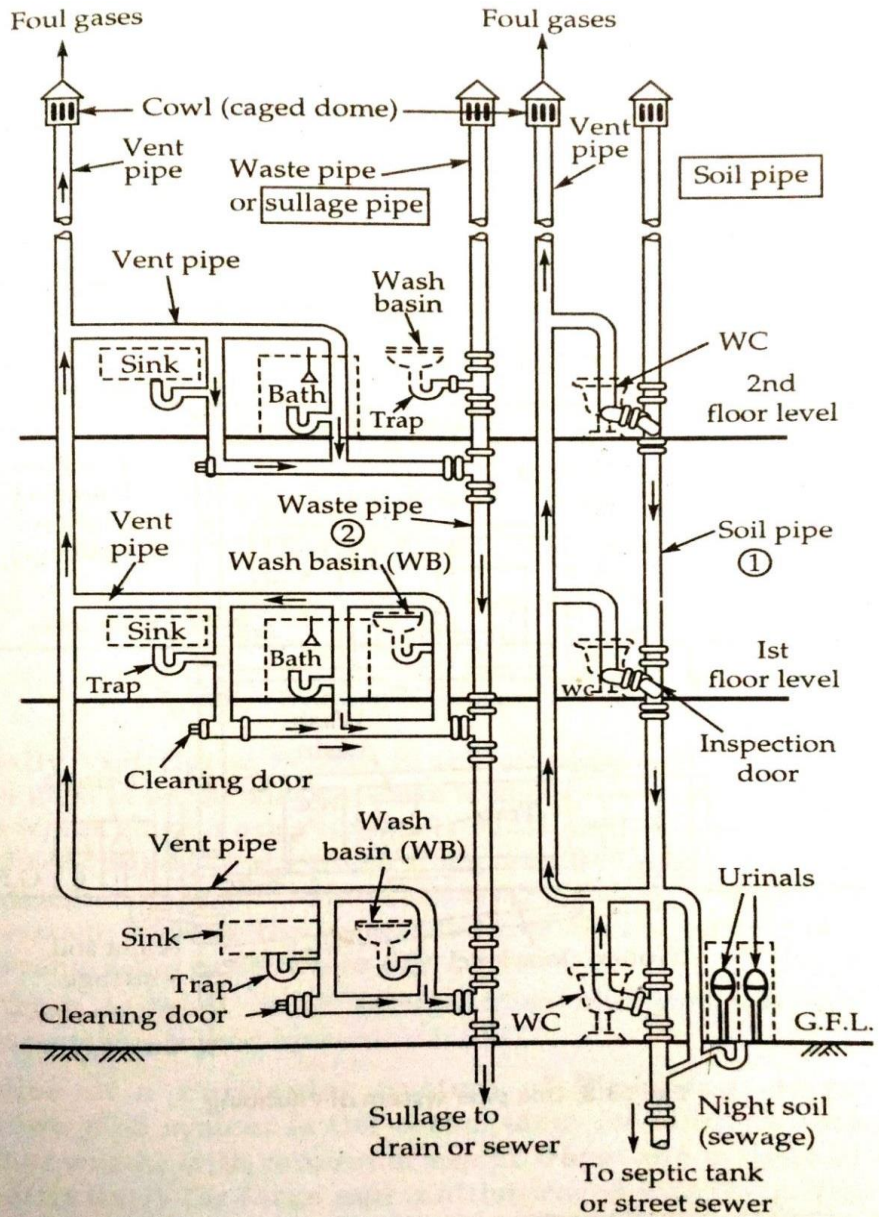 Foul gases
Foul gases
Cowl (caged dome)
Vent
pipe
Waste pipe
or sullage pipe
Vent
pipe
Soil pipe
Vent pipe
Wash
basin
Sink
Bath
Trap
WC
2nd
floor level
Vent
pipe
Waste pipe
②
Wash basin (WB)
Soil pipe
①
Sink
Bath
Trap
WC
Ist
floor level
Cleaning door
Inspection
door
Vent pipe
Wash
basin (WB)
Urinals
Sink
Trap
Cleaning door
WC
G.F.L.
Sullage to
drain or sewer
Night soil
(sewage)
To septic tank
or street sewer